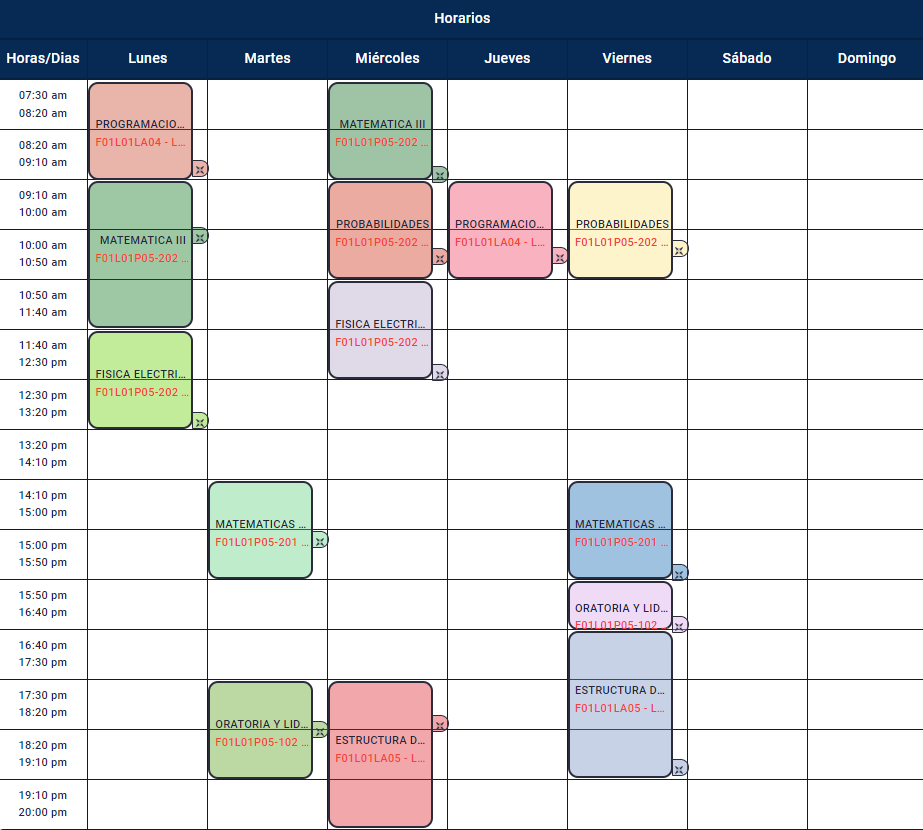 Horarios
Horas/Dias Lunes Martes Miércoles Jueves Viernes Sábado Domingo
07:30 am
08:20 am
PROGRAMACIO... MATEMATICA III
F01L01LA04 - L... F01L01P05-202 ...
08:20 am
09:10 am
09:10 am
10:00 am
PROBABILIDADES PROGRAMACIO... PROBABILIDADES
MATEMATICA III F01L01P05-202 ... F01L01LA04 - L... F01L01P05-202 ...
F01L01P05-202 ...
10:00 am
10:50 am
10:50 am
11:40 am
FISICA ELECTRI...
F01L01P05-202 ...
11:40 am
12:30 pm
FISICA ELECTRI...
F01L01P05-202 ...
12:30 pm
13:20 pm
13:20 pm
14:10 pm
14:10 pm
15:00 pm
MATEMATICAS ... MATEMATICAS ...
F01L01P05-201 ... F01L01P05-201 ...
15:00 pm
15:50 pm
15:50 pm
16:40 pm
ORATORIA Y LID...
F01L01P05-102 ...
16:40 pm
17:30 pm
ESTRUCTURA D...
F01L01LA05 - L...
17:30 pm
18:20 pm
ORATORIA Y LID...
F01L01P05-102 ...
ESTRUCTURA D...
F01L01LA05 - L...
18:20 pm
19:10 pm
19:10 pm
20:00 pm